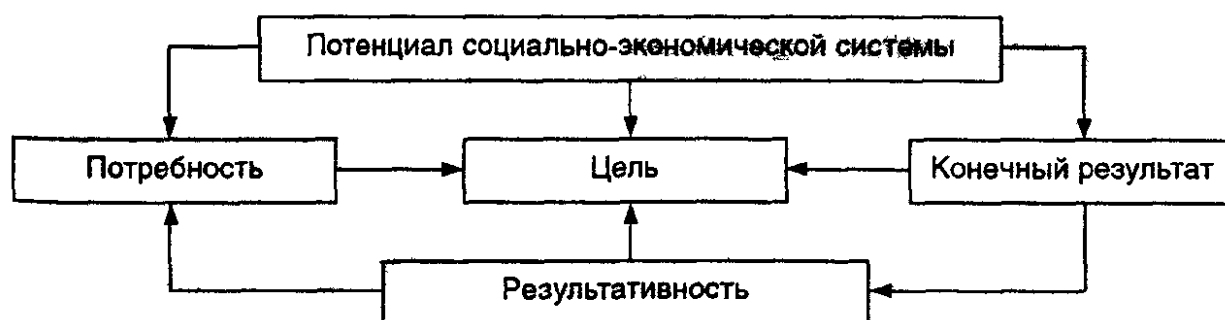 Потенциал социально-экономической системы
Потребность
Цель
Конечный результат
Результативность